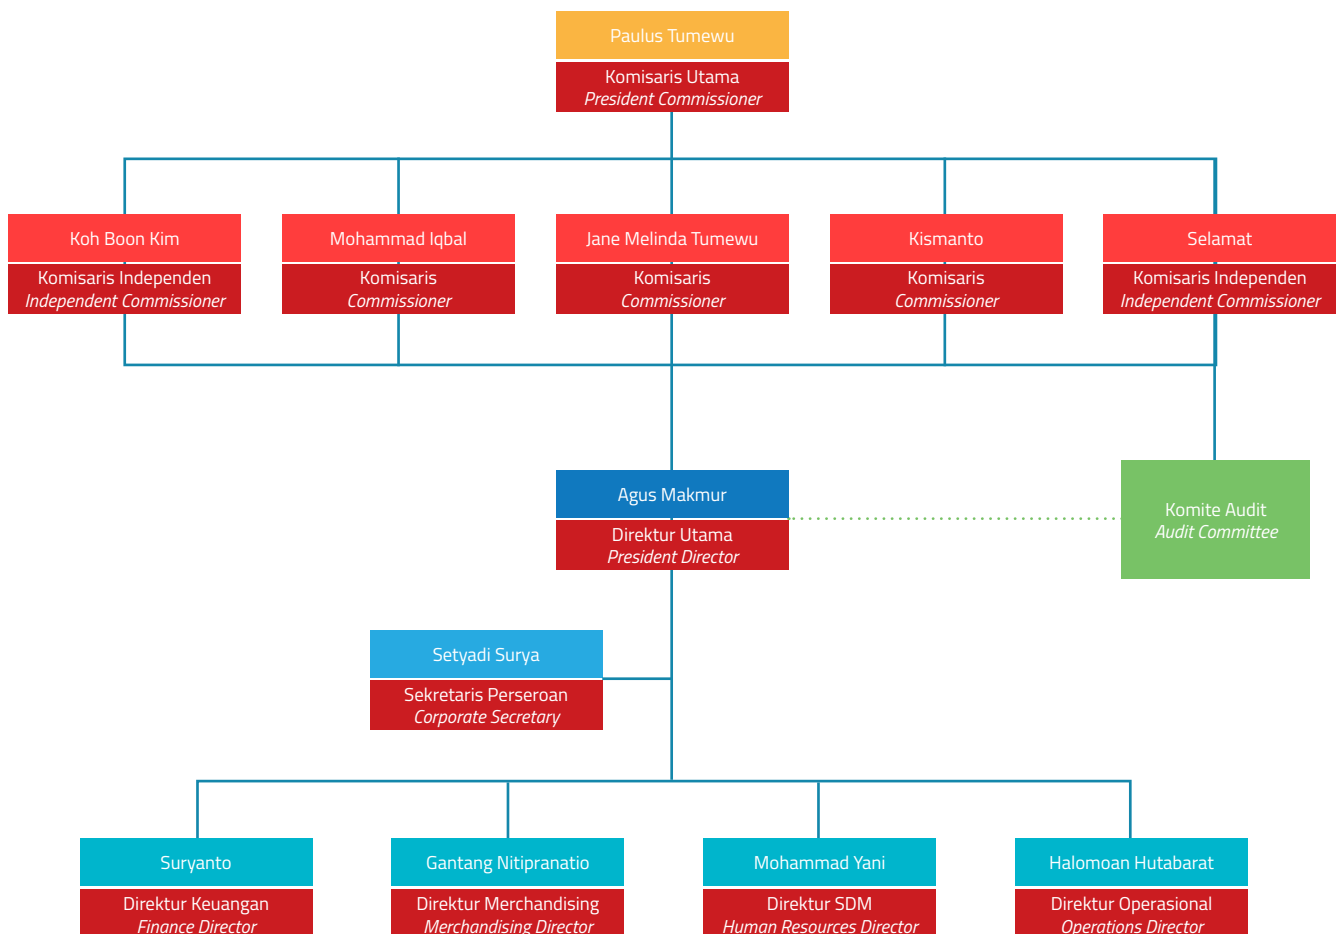 Paulus Tumewu
Komisaris Utama
President Commissioner
Koh Boon Kim
Komisaris Independen
Independent Commissioner
Mohammad Iqbal
Komisaris
Commissioner
Jane Melinda Tumewu
Komisaris
Commissioner
Kismanto
Komisaris
Commissioner
Selamat
Komisaris Independen
Independent Commissioner
Agus Makmur
Direktur Utama
President Director
Komite Audit
Audit Committee
Setyadi Surya
Sekretaris Perseroan
Corporate Secretary
Suryanto
Direktur Keuangan
Finance Director
Gantang Nitipranatio
Direktur Merchandising
Merchandising Director
Mohammad Yani
Direktur SDM
Human Resources Director
Halomoan Hutabarat
Direktur Operasional
Operations Director